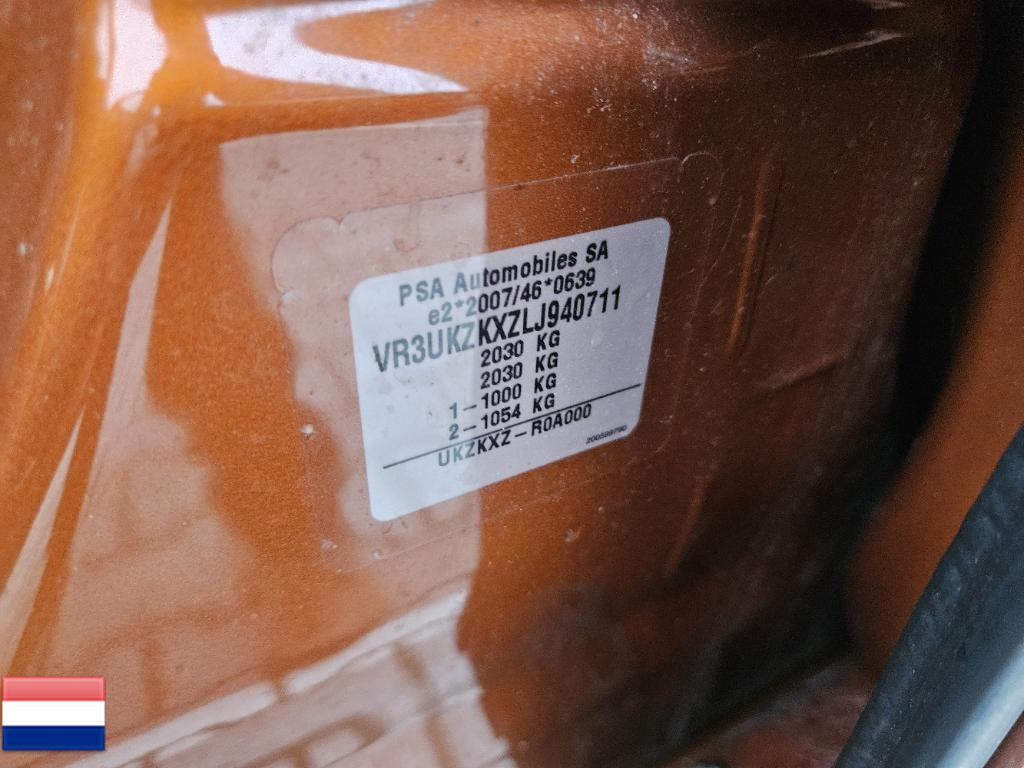 PSA Automobiles SA
e2*2007/46*0639
VR3UKZKXZLJ940711
2030 KG
2030 KG
1-1000 KG
2-1054 KG
UKZKXZ-R0A000